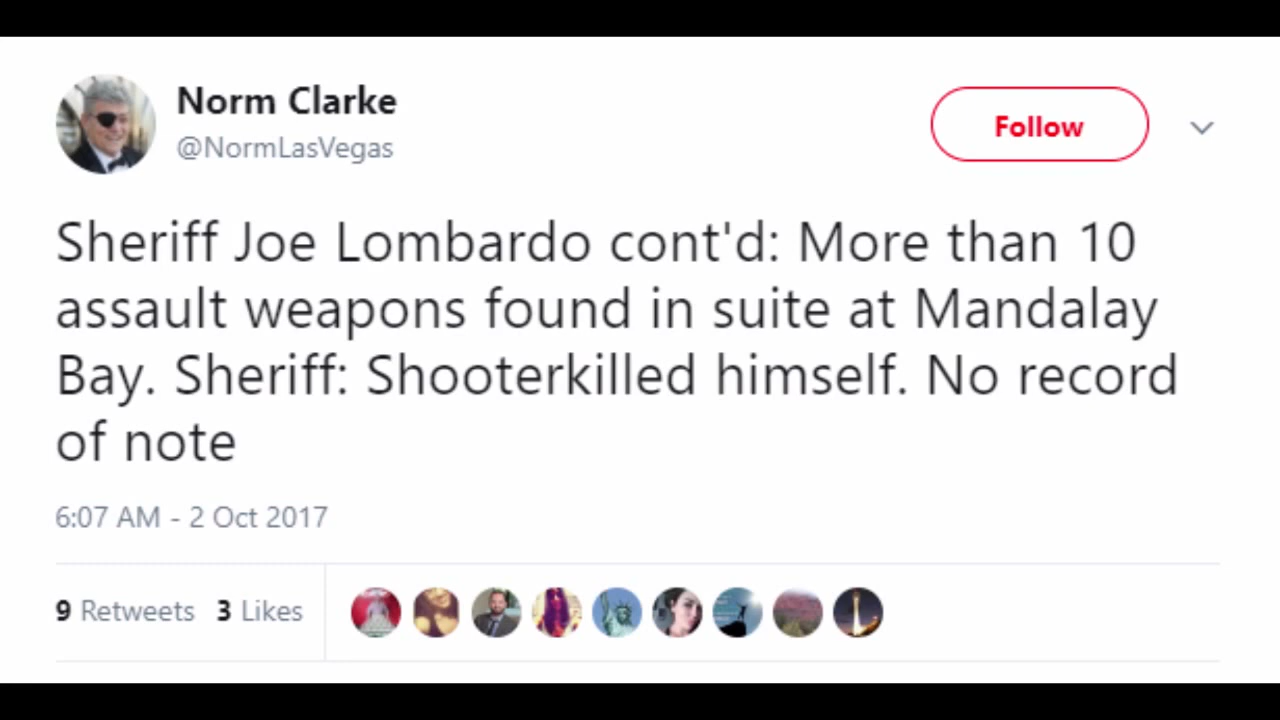 Norm Clarke
@NormLasVegas
Follow
Sheriff Joe Lombardo cont'd: More than 10
assault weapons found in suite at Mandalay
Bay. Sheriff: Shooterkilled himself. No record
of note
6:07 AM - 2 Oct 2017
9 Retweets 3 Likes